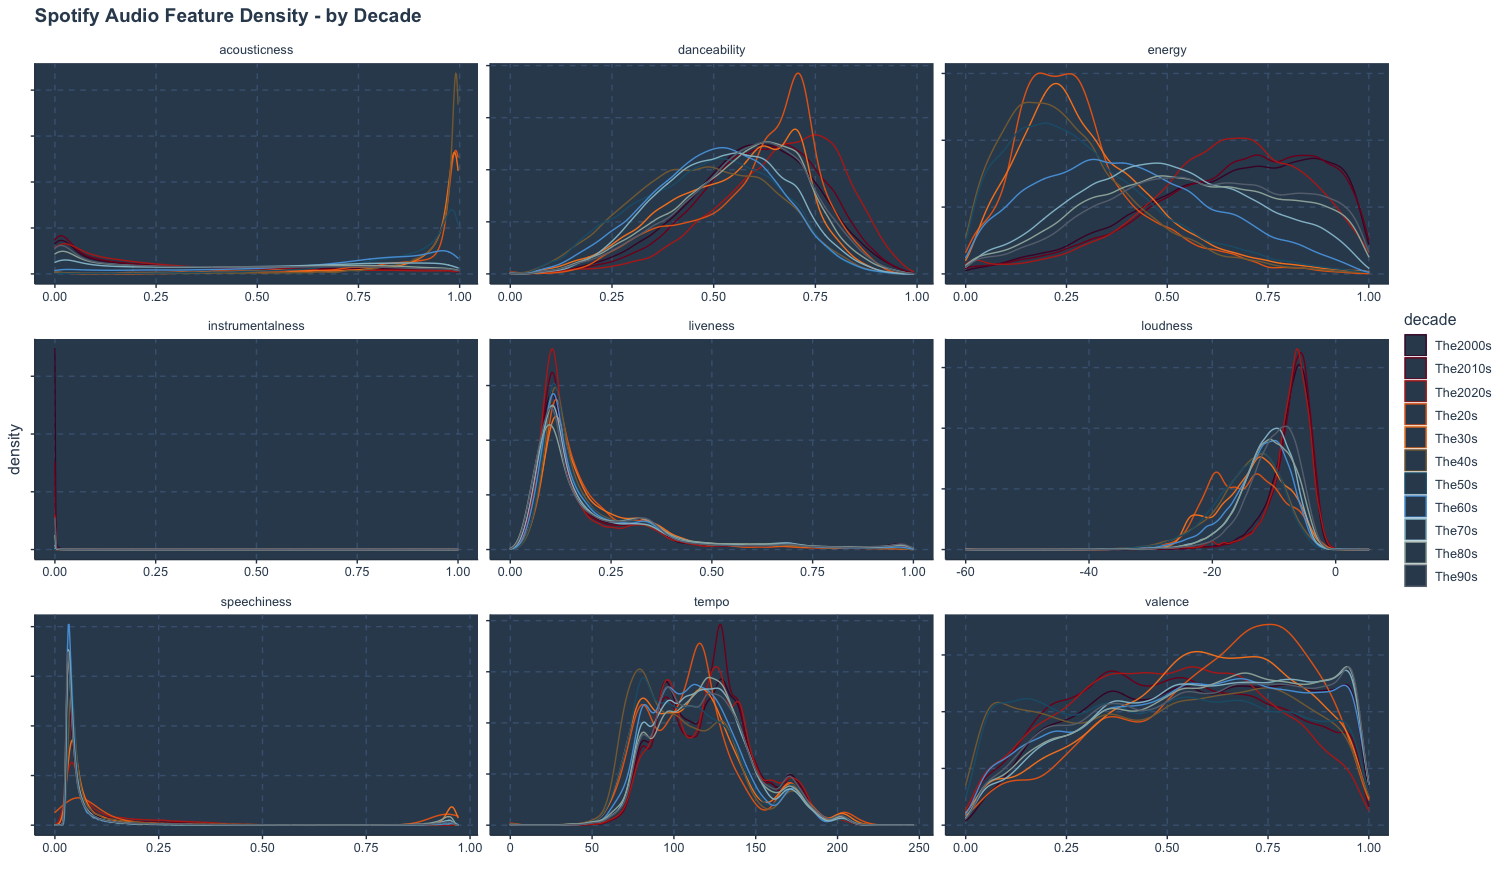 Spotify Audio Feature Density - by Decade
acousticness
danceability
energy
0.00 0.25 0.50 0.75 1.00
0.00 0.25 0.50 0.75 1.00
0.00 0.25 0.50 0.75 1.00
instrumentalness
liveness
loudness
0.00 0.25 0.50 0.75 1.00
0.00 0.25 0.50 0.75 1.00
-60 -40 -20 0
speechiness
tempo
valence
0.00 0.25 0.50 0.75 1.00
0 50 100 150 200 250
0.00 0.25 0.50 0.75 1.00
density
decade
The2000s
The2010s
The2020s
The20s
The30s
The40s
The50s
The60s
The70s
The80s
The90s